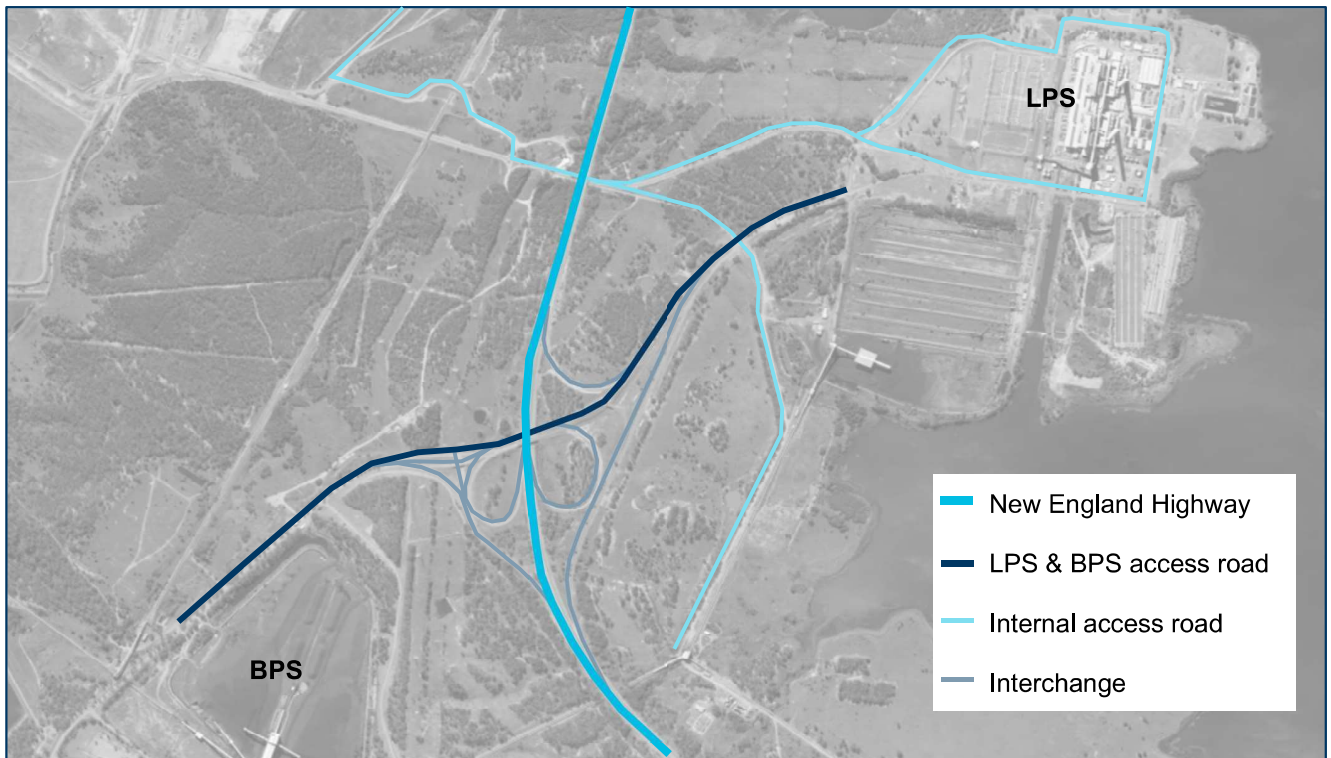 LPS
BPS
New England Highway
LPS & BPS access road
Internal access road
Interchange